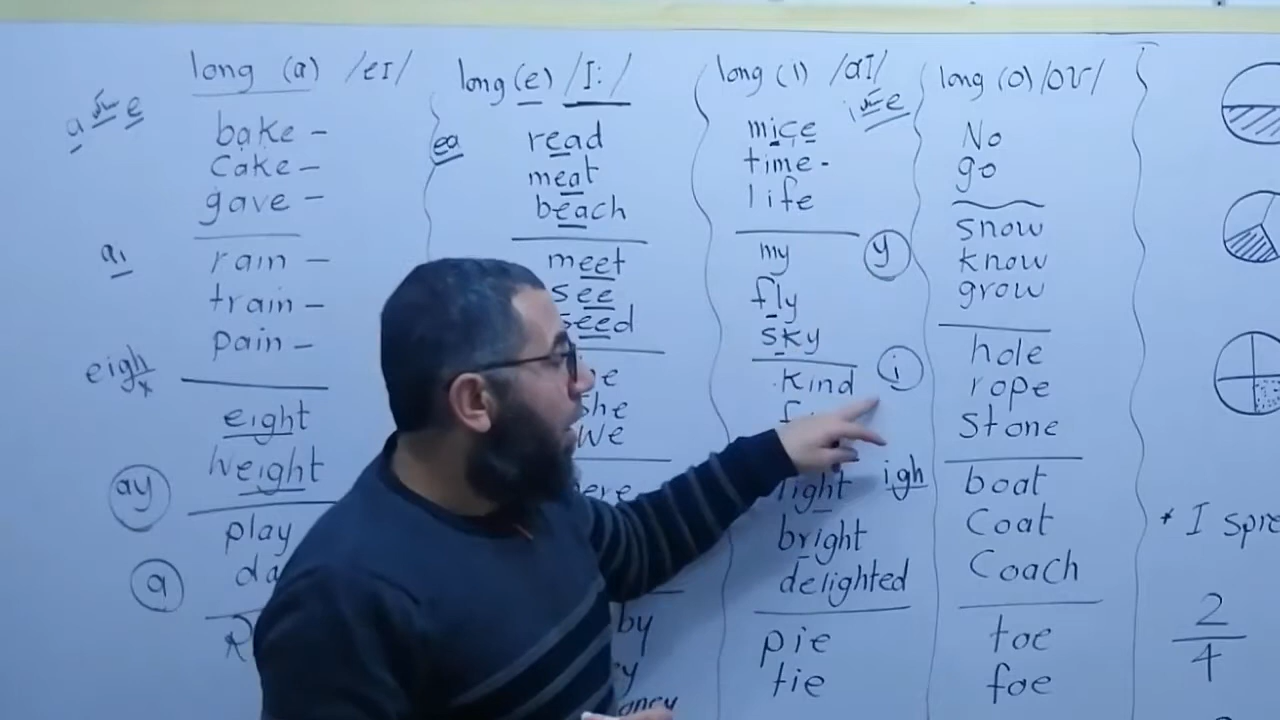 long (a) /eɪ/
a e
bake -
cake -
gave -
ai
rain -
train -
pain -
eigh
eight
weight
ay
play
a
long (e) /I:/
ea
read
meat
beach
meet
see
seed
she
we
by
long (i) /aɪ/
i e
mice
time -
life
my
y
fly
sky
kind
i
light
igh
bright
delighted
pie
tie
long (o) /oʊ/
No
go
snow
know
grow
hole
rope
Stone
boat
Coat
Coach
toe
foe
* I spre
2
4